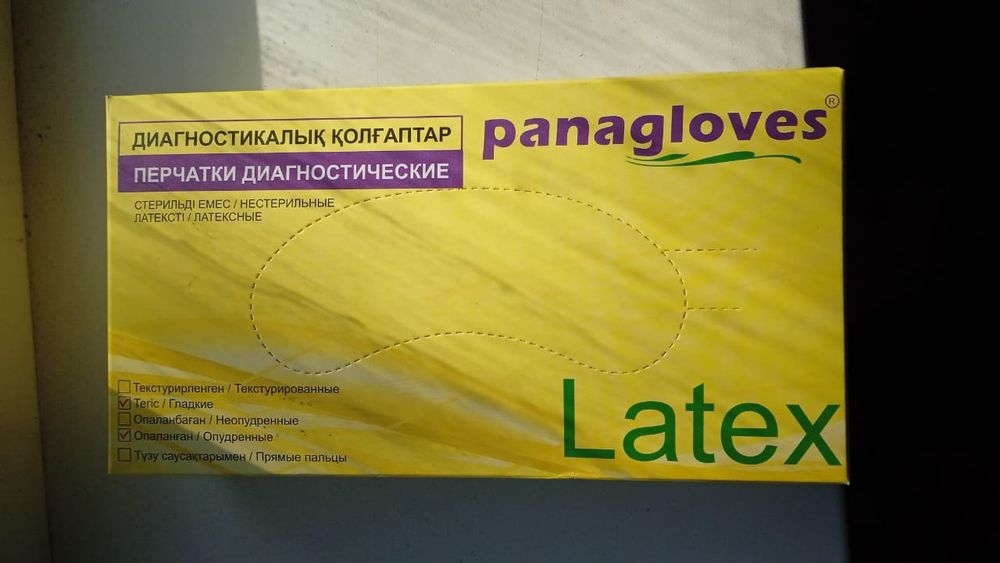 ДИАГНОСТИКАЛЫҚ ҚОЛҒАПТАР
ПЕРЧАТКИ ДИАГНОСТИЧЕСКИЕ
СТЕРИЛЬДІ ЕМЕС / НЕСТЕРИЛЬНЫЕ
ЛАТЕКСТІ / ЛАТЕКСНЫЕ
panagloves®
Текстурирленген / Текстурированные
Тегіс / Гладкие
Опаланбаған / Неопудренные
Опаланған / Опудренные
Түзу саусақтарымен / Прямые пальцы
Latex